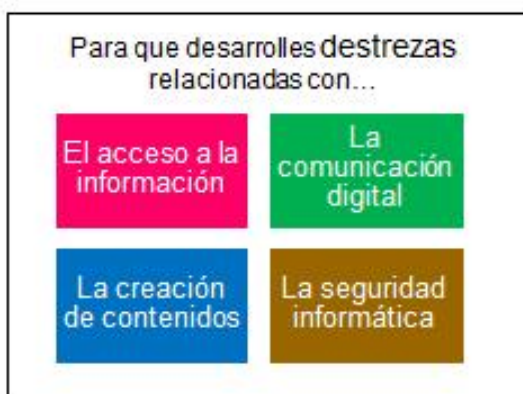 Para que desarrolles destrezas
relacionadas con...
El acceso a la
información
La
comunicación
digital
La creación
de contenidos
La seguridad
informática